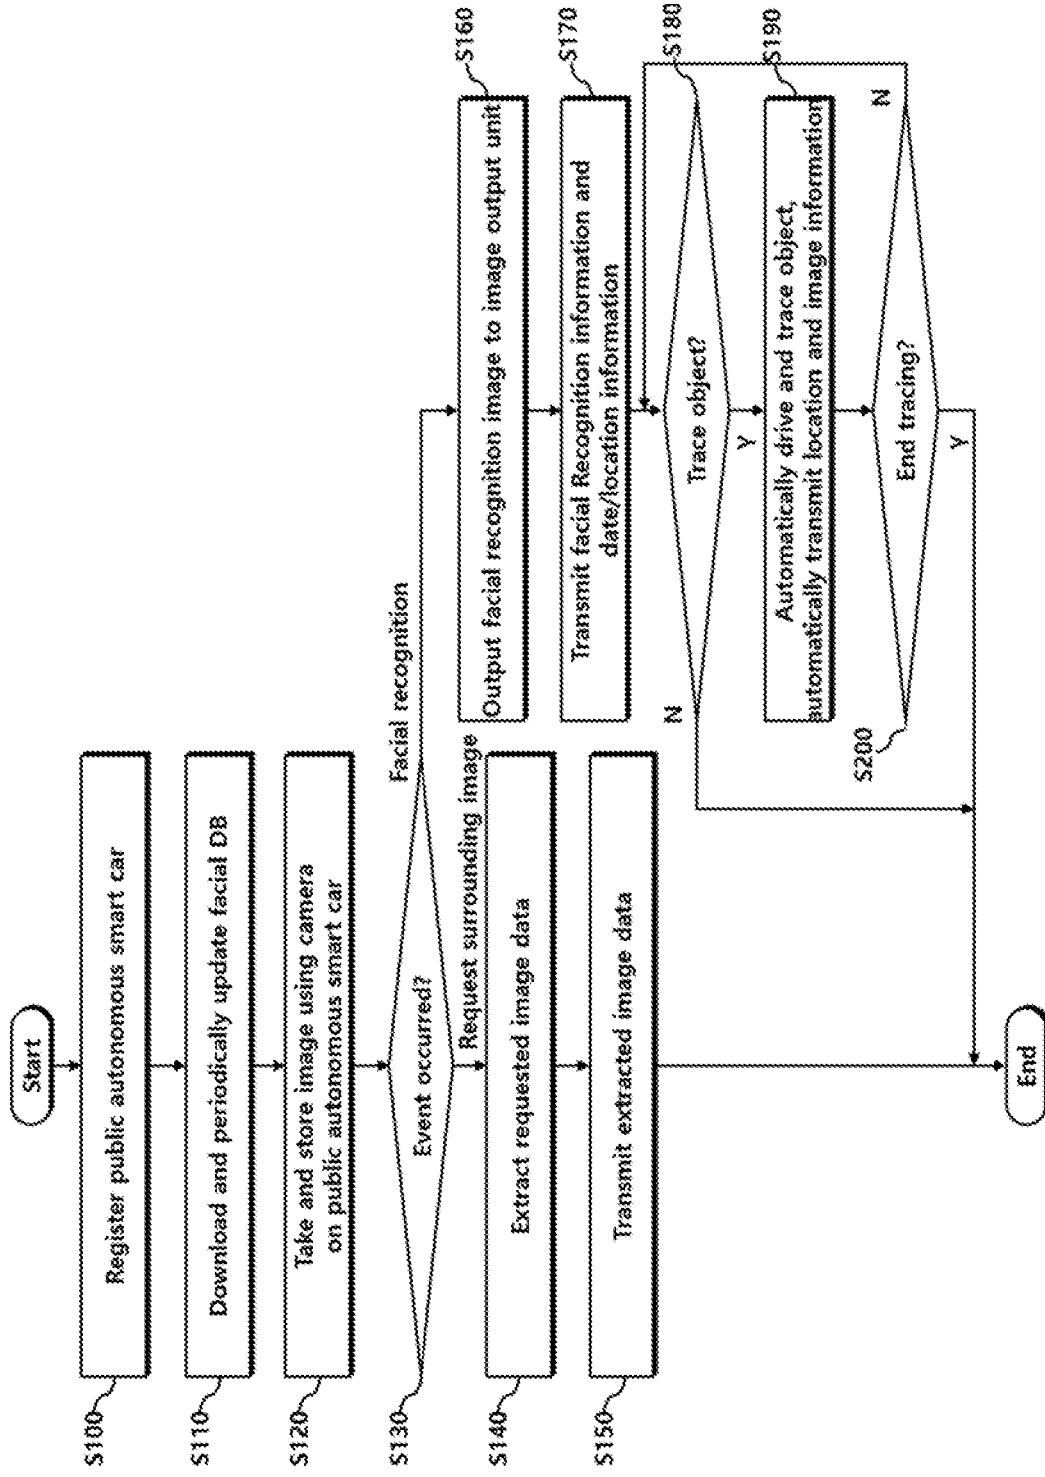 Start
S100
Register public autonomous smart car
S110
Download and periodically update facial DB
S120
Take and store image using camera
on public autonomous smart car
S130
Event occurred?
Facial recognition
Request surrounding image
S140
Extract requested image data
S150
Transmit extracted image data
S160
Output facial recognition image to image output unit
S170
Transmit facial Recognition information and
date/location information
S180
Trace object?
N
Y
S190
Automatically drive and trace object,
automatically transmit location and image information
S200
End tracing?
N
Y
End